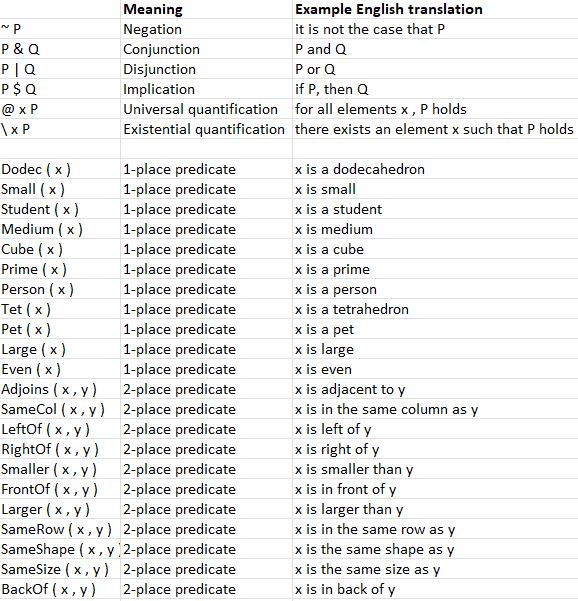 Meaning Example English translation
~ P Negation it is not the case that P
P & Q Conjunction P and Q
P | Q Disjunction P or Q
P $ Q Implication if P, then Q
@ x P Universal quantification for all elements x , P holds
\ x P Existential quantification there exists an element x such that P holds
Dodec ( x ) 1-place predicate x is a dodecahedron
Small ( x ) 1-place predicate x is small
Student ( x ) 1-place predicate x is a student
Medium ( x ) 1-place predicate x is medium
Cube ( x ) 1-place predicate x is a cube
Prime ( x ) 1-place predicate x is a prime
Person ( x ) 1-place predicate x is a person
Tet ( x ) 1-place predicate x is a tetrahedron
Pet ( x ) 1-place predicate x is a pet
Large ( x ) 1-place predicate x is large
Even ( x ) 1-place predicate x is even
Adjoins ( x , y ) 2-place predicate x is adjacent to y
SameCol ( x , y ) 2-place predicate x is in the same column as y
LeftOf ( x , y ) 2-place predicate x is left of y
RightOf ( x , y ) 2-place predicate x is right of y
Smaller ( x , y ) 2-place predicate x is smaller than y
FrontOf ( x , y ) 2-place predicate x is in front of y
Larger ( x , y ) 2-place predicate x is larger than y
SameRow ( x , y ) 2-place predicate x is in the same row as y
SameShape ( x , y 2-place predicate x is the same shape as y
SameSize ( x , y ) 2-place predicate x is the same size as y
BackOf ( x , y ) 2-place predicate x is in back of y